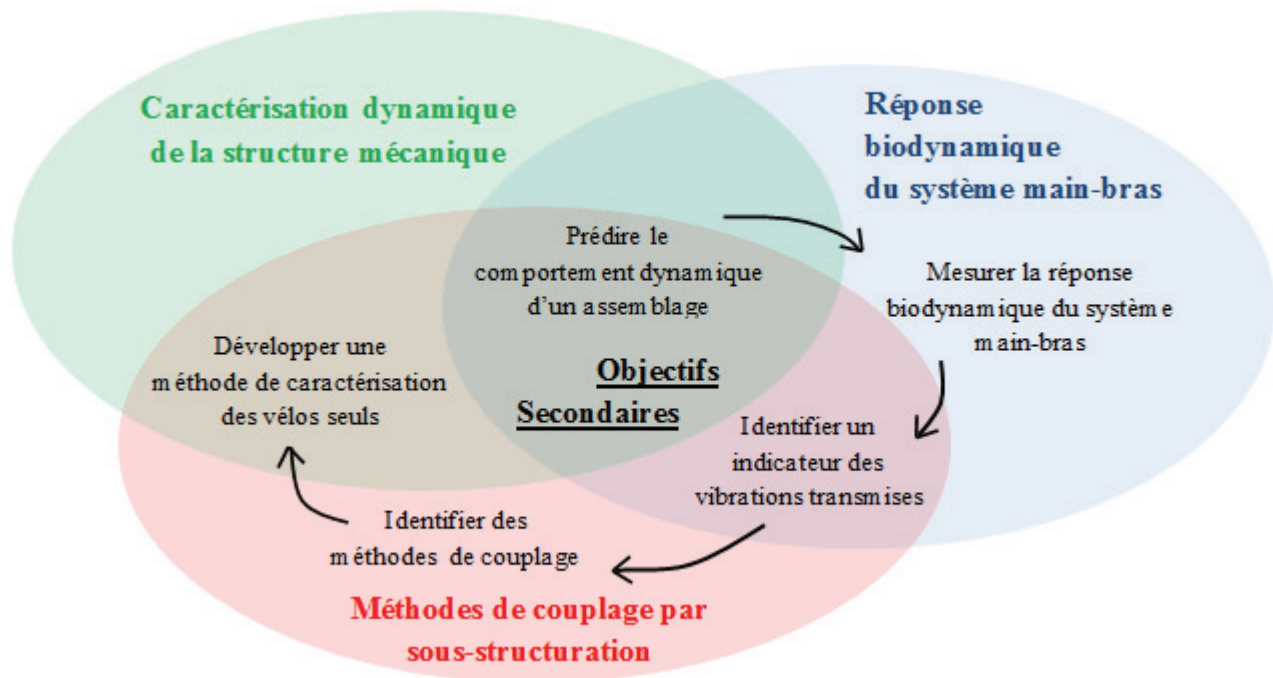 Caractérisation dynamique
de la structure mécanique
Réponse
biodynamique
du système main-bras
Prédire le
comportement dynamique
d'un assemblage
Mesurer la réponse
biodynamique du système
main-bras
Développer une
méthode de caractérisation
des vélos seuls
Objectifs
Secondaires
Identifier un
indicateur des
vibrations transmises
Identifier des
méthodes de couplage
Méthodes de couplage par
sous-structuration